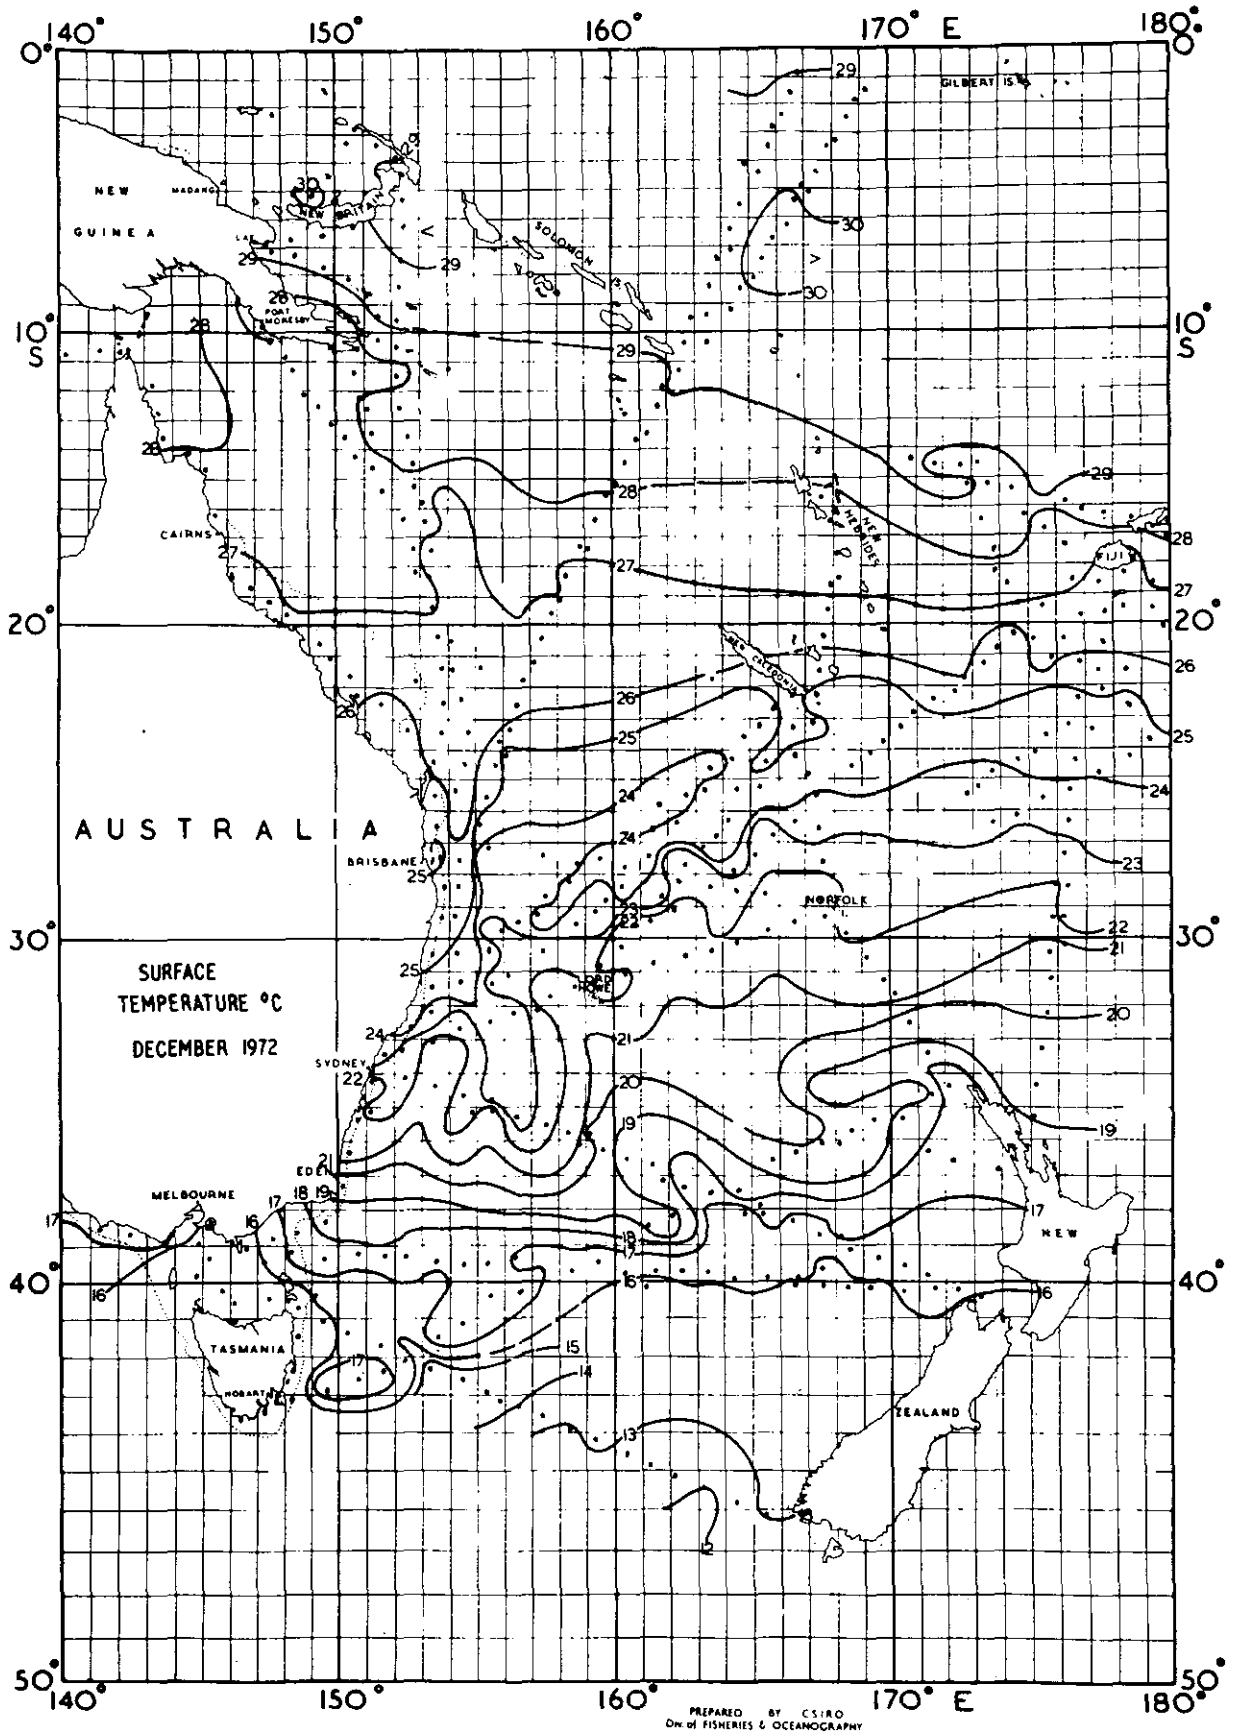 140° 150° 160° 170° E 180°
0° 0°
29
GILBERT IS.
29
NEW MADANG 30
NEW BRITAIN
GUINEA LAE
SOLOMON IS
30
29 29
28 30
PORT
MORESBY
10° 28 10°
S 29 S
28 29
28
NEW
HEBRIDES
CAIRNS 28
27 27 FIJI
27
20° 20°
NEW CALEDONIA
26
26 26
25 25
24 24
AUSTRALIA 24
BRISBANE 23
25
NORFOLK
I.
23
22 22
30° 30°
21
25
SURFACE
TEMPERATURE °C
LORD
HOWE
DECEMBER 1972
24 21 20
SYDNEY
22 20
19 19
21
EDEN
MELBOURNE 17 18 19
17 16 17
18 NEW
17
40° 16 16 16 40°
TASMANIA 17 15
14
HOBART
13 ZEALAND
13
12
50° 50°
140° 150° 160° 170° E 180°
PREPARED BY CSIRO
Div. of FISHERIES & OCEANOGRAPHY